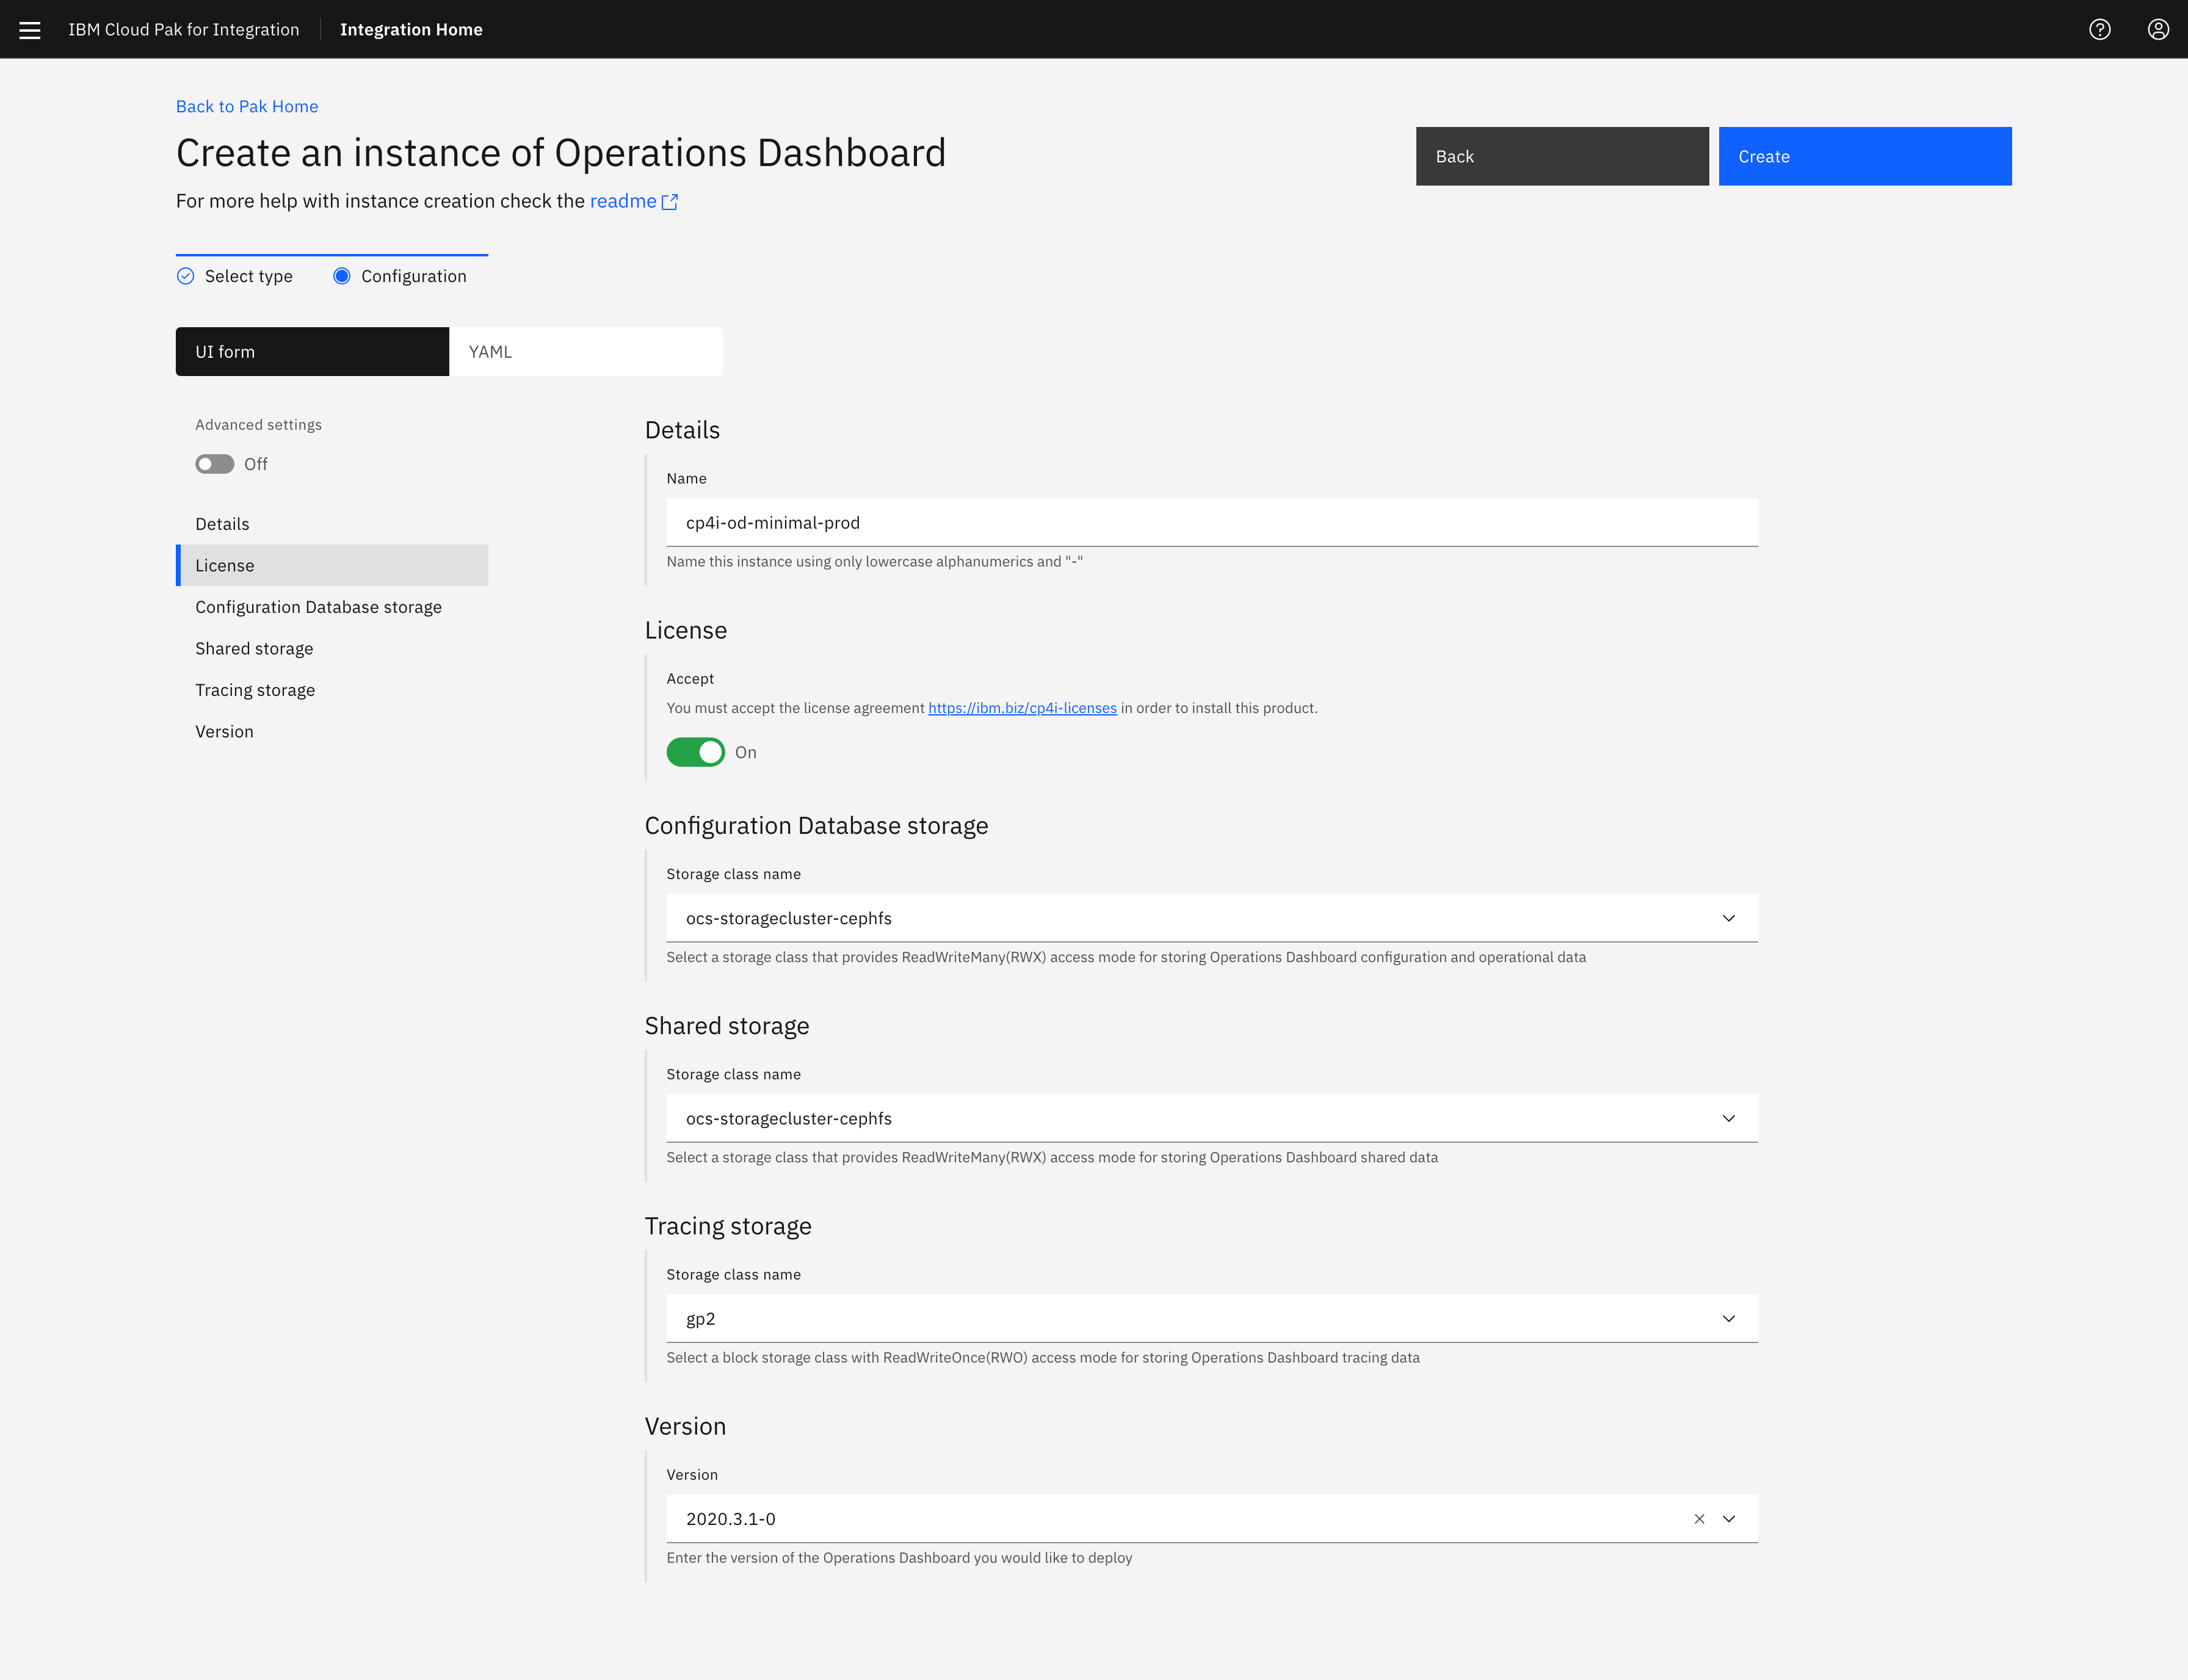 IBM Cloud Pak for Integration
Integration Home
Back to Pak Home
Create an instance of Operations Dashboard
Back
Create
For more help with instance creation check the readme
Select type
Configuration
UI form
YAML
Advanced settings
Off
Details
License
Configuration Database storage
Shared storage
Tracing storage
Version
Details
Name
cp4i-od-minimal-prod
Name this instance using only lowercase alphanumerics and "-"
License
Accept
You must accept the license agreement https://ibm.biz/cp4i-licenses in order to install this product.
On
Configuration Database storage
Storage class name
ocs-storagecluster-cephfs
Select a storage class that provides ReadWriteMany(RWX) access mode for storing Operations Dashboard configuration and operational data
Shared storage
Storage class name
ocs-storagecluster-cephfs
Select a storage class that provides ReadWriteMany(RWX) access mode for storing Operations Dashboard shared data
Tracing storage
Storage class name
gp2
Select a block storage class with ReadWriteOnce(RWO) access mode for storing Operations Dashboard tracing data
Version
Version
2020.3.1-0
Enter the version of the Operations Dashboard you would like to deploy